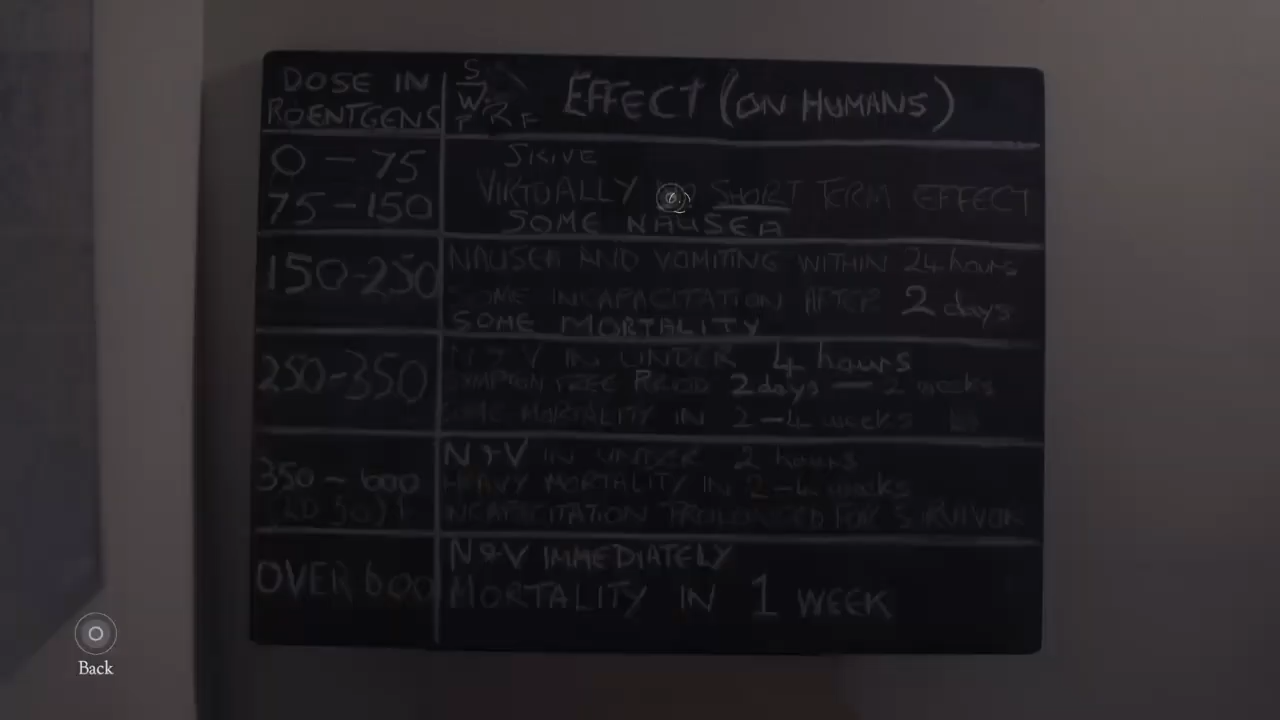 DOSE IN
ROENTGENS
S
W
EFFECT (ON HUMANS)
0 - 75
VIRTUALLY SHORT TERM EFFECT
75-150
SOME NAUSEA
150-250
NAUSEA AND VOMITING WITHIN 24 hours
SOME INCAPACITATION AFTER 2 days
SOME MORTALITY
250-350
N+V IN UNDER 4 hours
SYMPTOM FREE PERIOD 2 days — 2 weeks
SOME MORTALITY IN 2-4 weeks
350 - 600
(LD 50)
N+V IN UNDER 2 hours
HEAVY MORTALITY IN 2-4 weeks
INCAPACITATION PROLONGED FOR
OVER 600
N&V IMMEDIATELY
MORTALITY IN 1 WEEK
Back